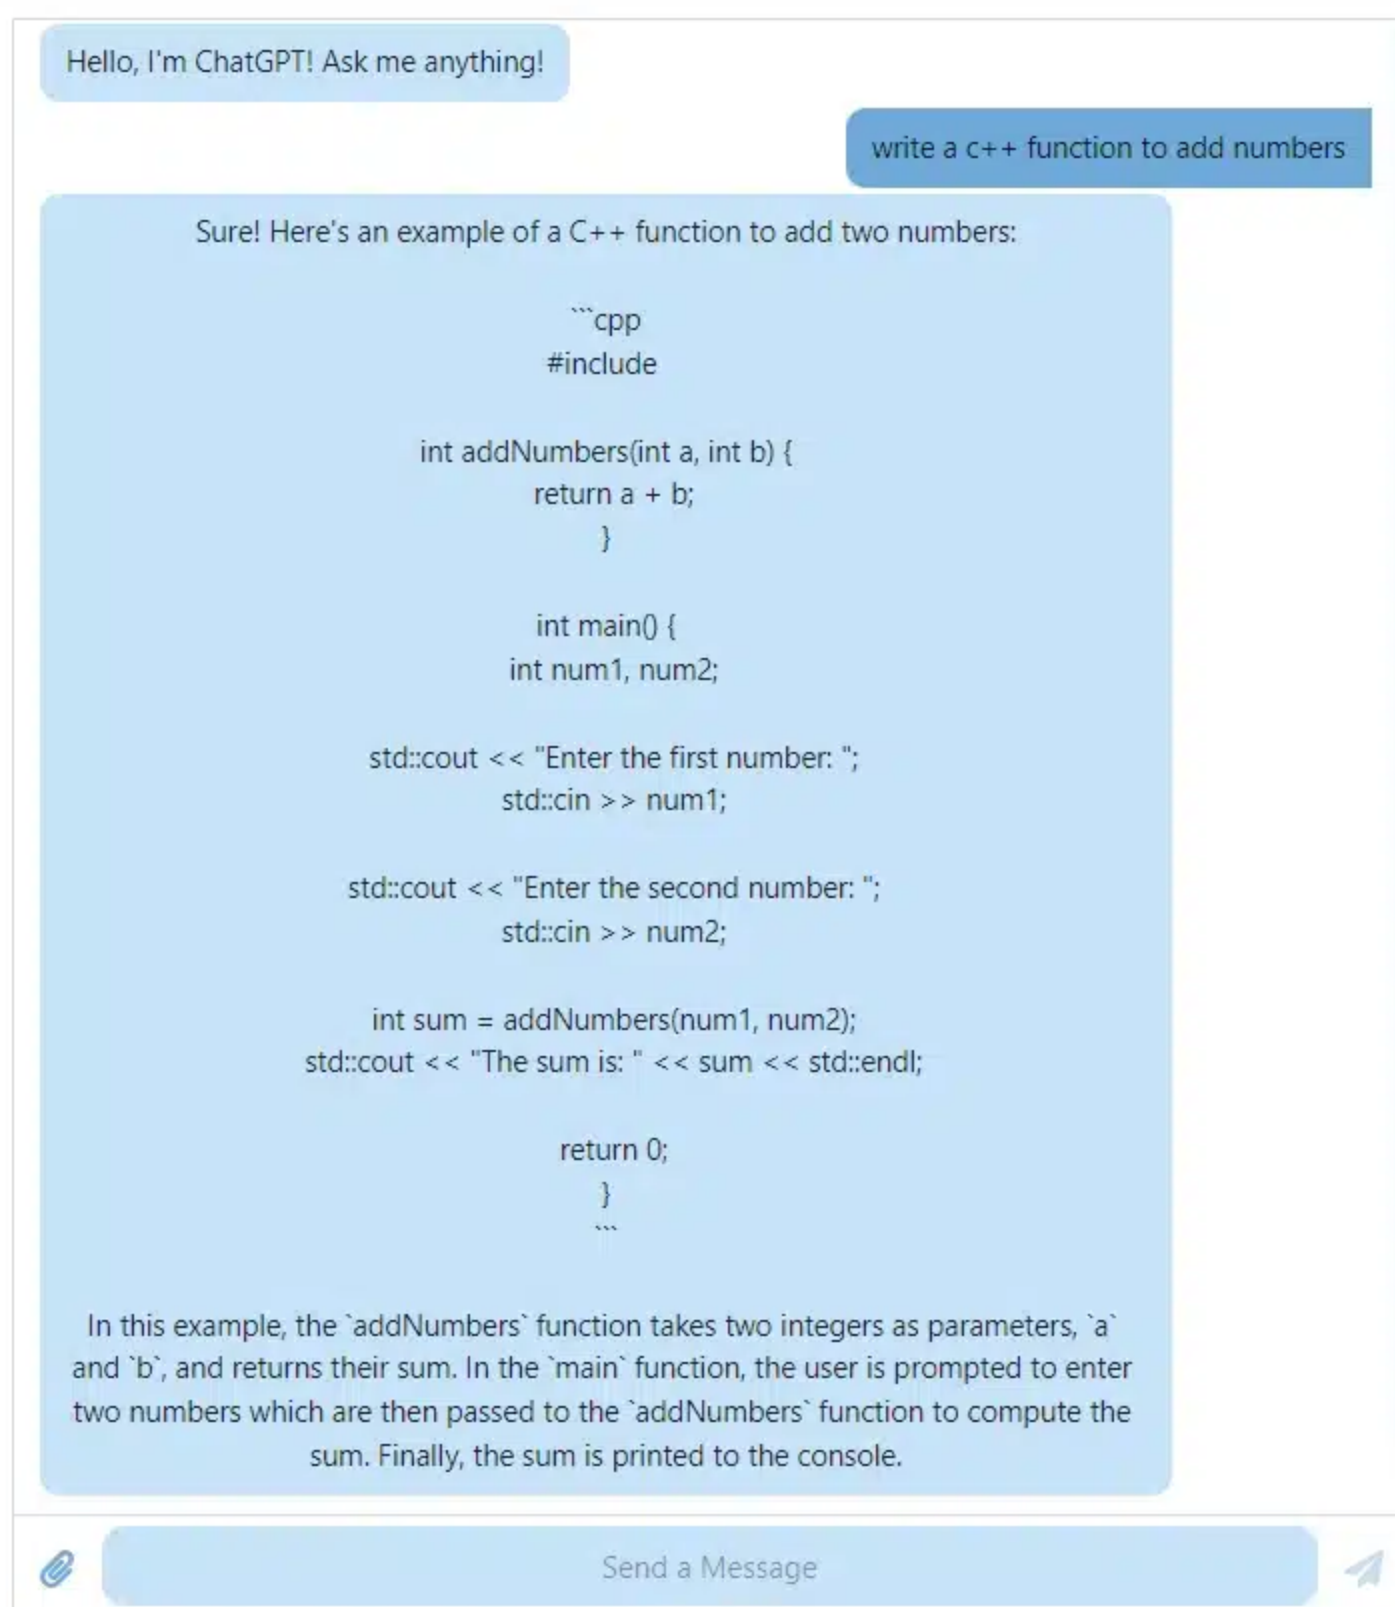 Hello, I'm ChatGPT! Ask me anything!
write a c++ function to add numbers
Sure! Here's an example of a C++ function to add two numbers:
```cpp
#include
int addNumbers(int a, int b) {
return a + b;
}
int main() {
int num1, num2;
std::cout << "Enter the first number: ";
std::cin >> num1;
std::cout << "Enter the second number: ";
std::cin >> num2;
int sum = addNumbers(num1, num2);
std::cout << "The sum is: " << sum << std::endl;
return 0;
}
```
In this example, the `addNumbers` function takes two integers as parameters, `a`
and `b`, and returns their sum. In the `main` function, the user is prompted to enter
two numbers which are then passed to the `addNumbers` function to compute the
sum. Finally, the sum is printed to the console.
Send a Message